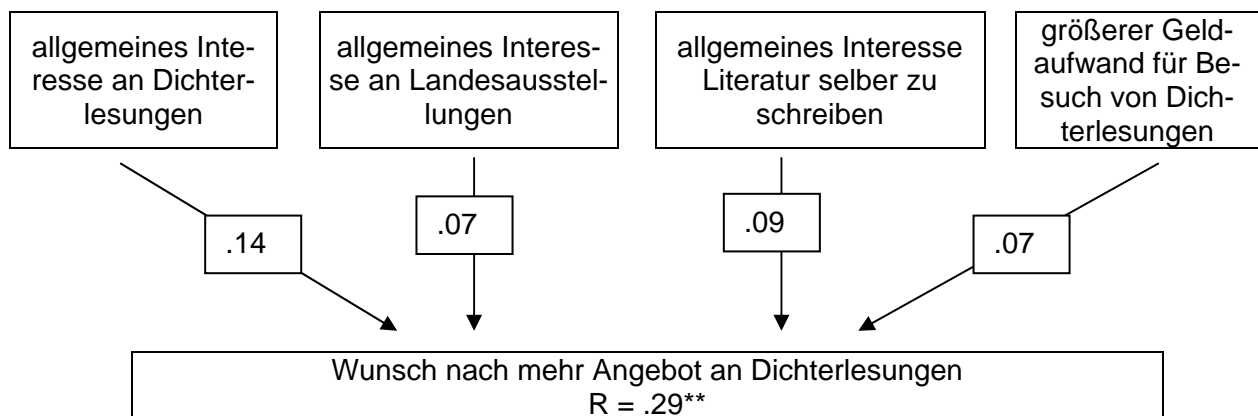 allgemeines Inte-
resse an Dichter-
lesungen
allgemeines Interes-
se an Landesausstel-
lungen
allgemeines Interesse
Literatur selber zu
schreiben
größerer Geld-
aufwand für Be-
such von Dich-
terlesungen
.14
.07
.09
.07
Wunsch nach mehr Angebot an Dichterlesungen
R = .29**